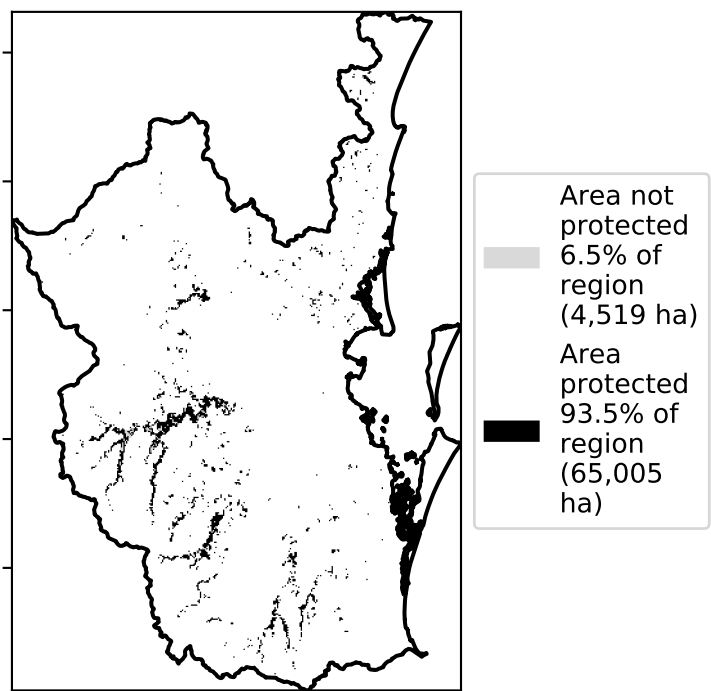 Area not
protected
6.5% of
region
(4,519 ha)
Area
protected
93.5% of
region
(65,005
ha)